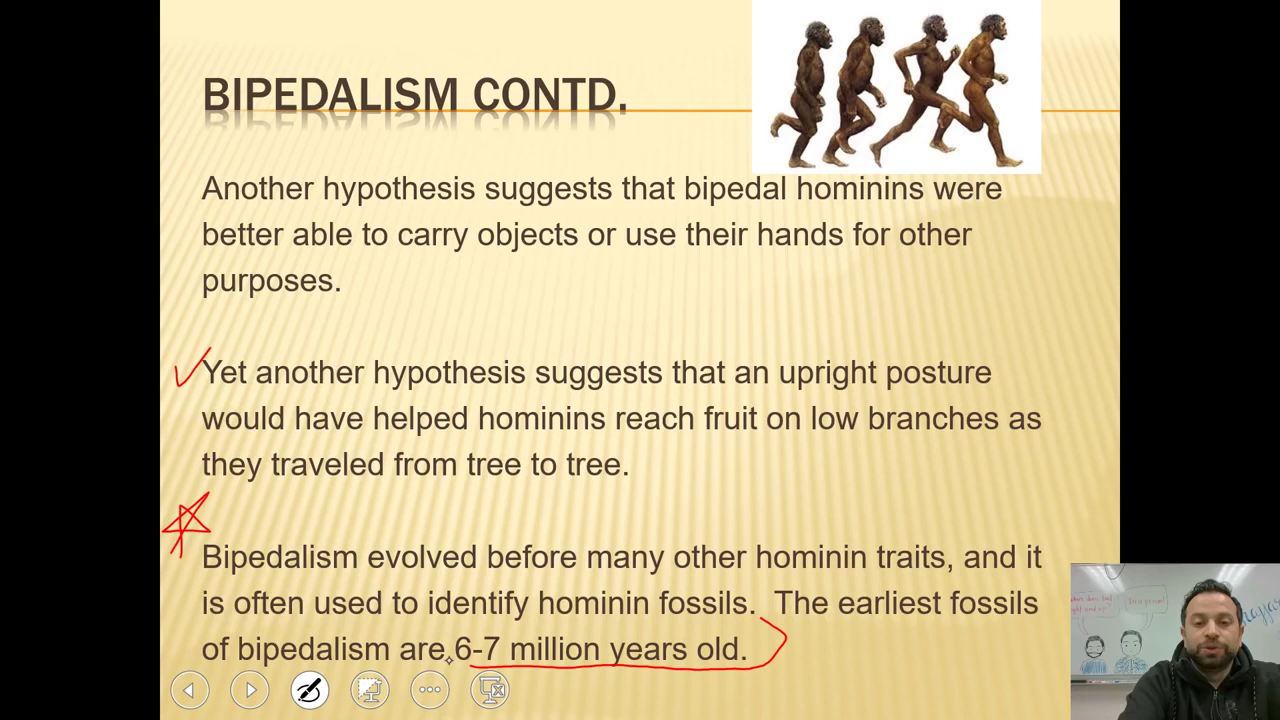 BIPEDALISM CONTD.
Another hypothesis suggests that bipedal hominins were
better able to carry objects or use their hands for other
purposes.
Yet another hypothesis suggests that an upright posture
would have helped hominins reach fruit on low branches as
they traveled from tree to tree.
Bipedalism evolved before many other hominin traits, and it
is often used to identify hominin fossils.  The earliest fossils
of bipedalism are 6-7 million years old.